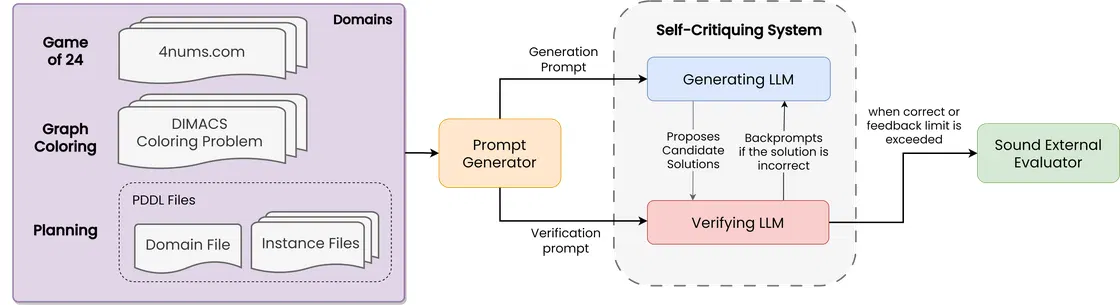 Domains
Game
of 24
4nums.com
Graph
Coloring
DIMACS
Coloring Problem
Planning
PDDL Files
Domain File
Instance Files
Prompt
Generator
Generation
Prompt
Verification
prompt
Self-Critiquing System
Generating LLM
Proposes
Candidate
Solutions
Backprompts
if the solution is
incorrect
Verifying LLM
when correct or
feedback limit is
exceeded
Sound External
Evaluator